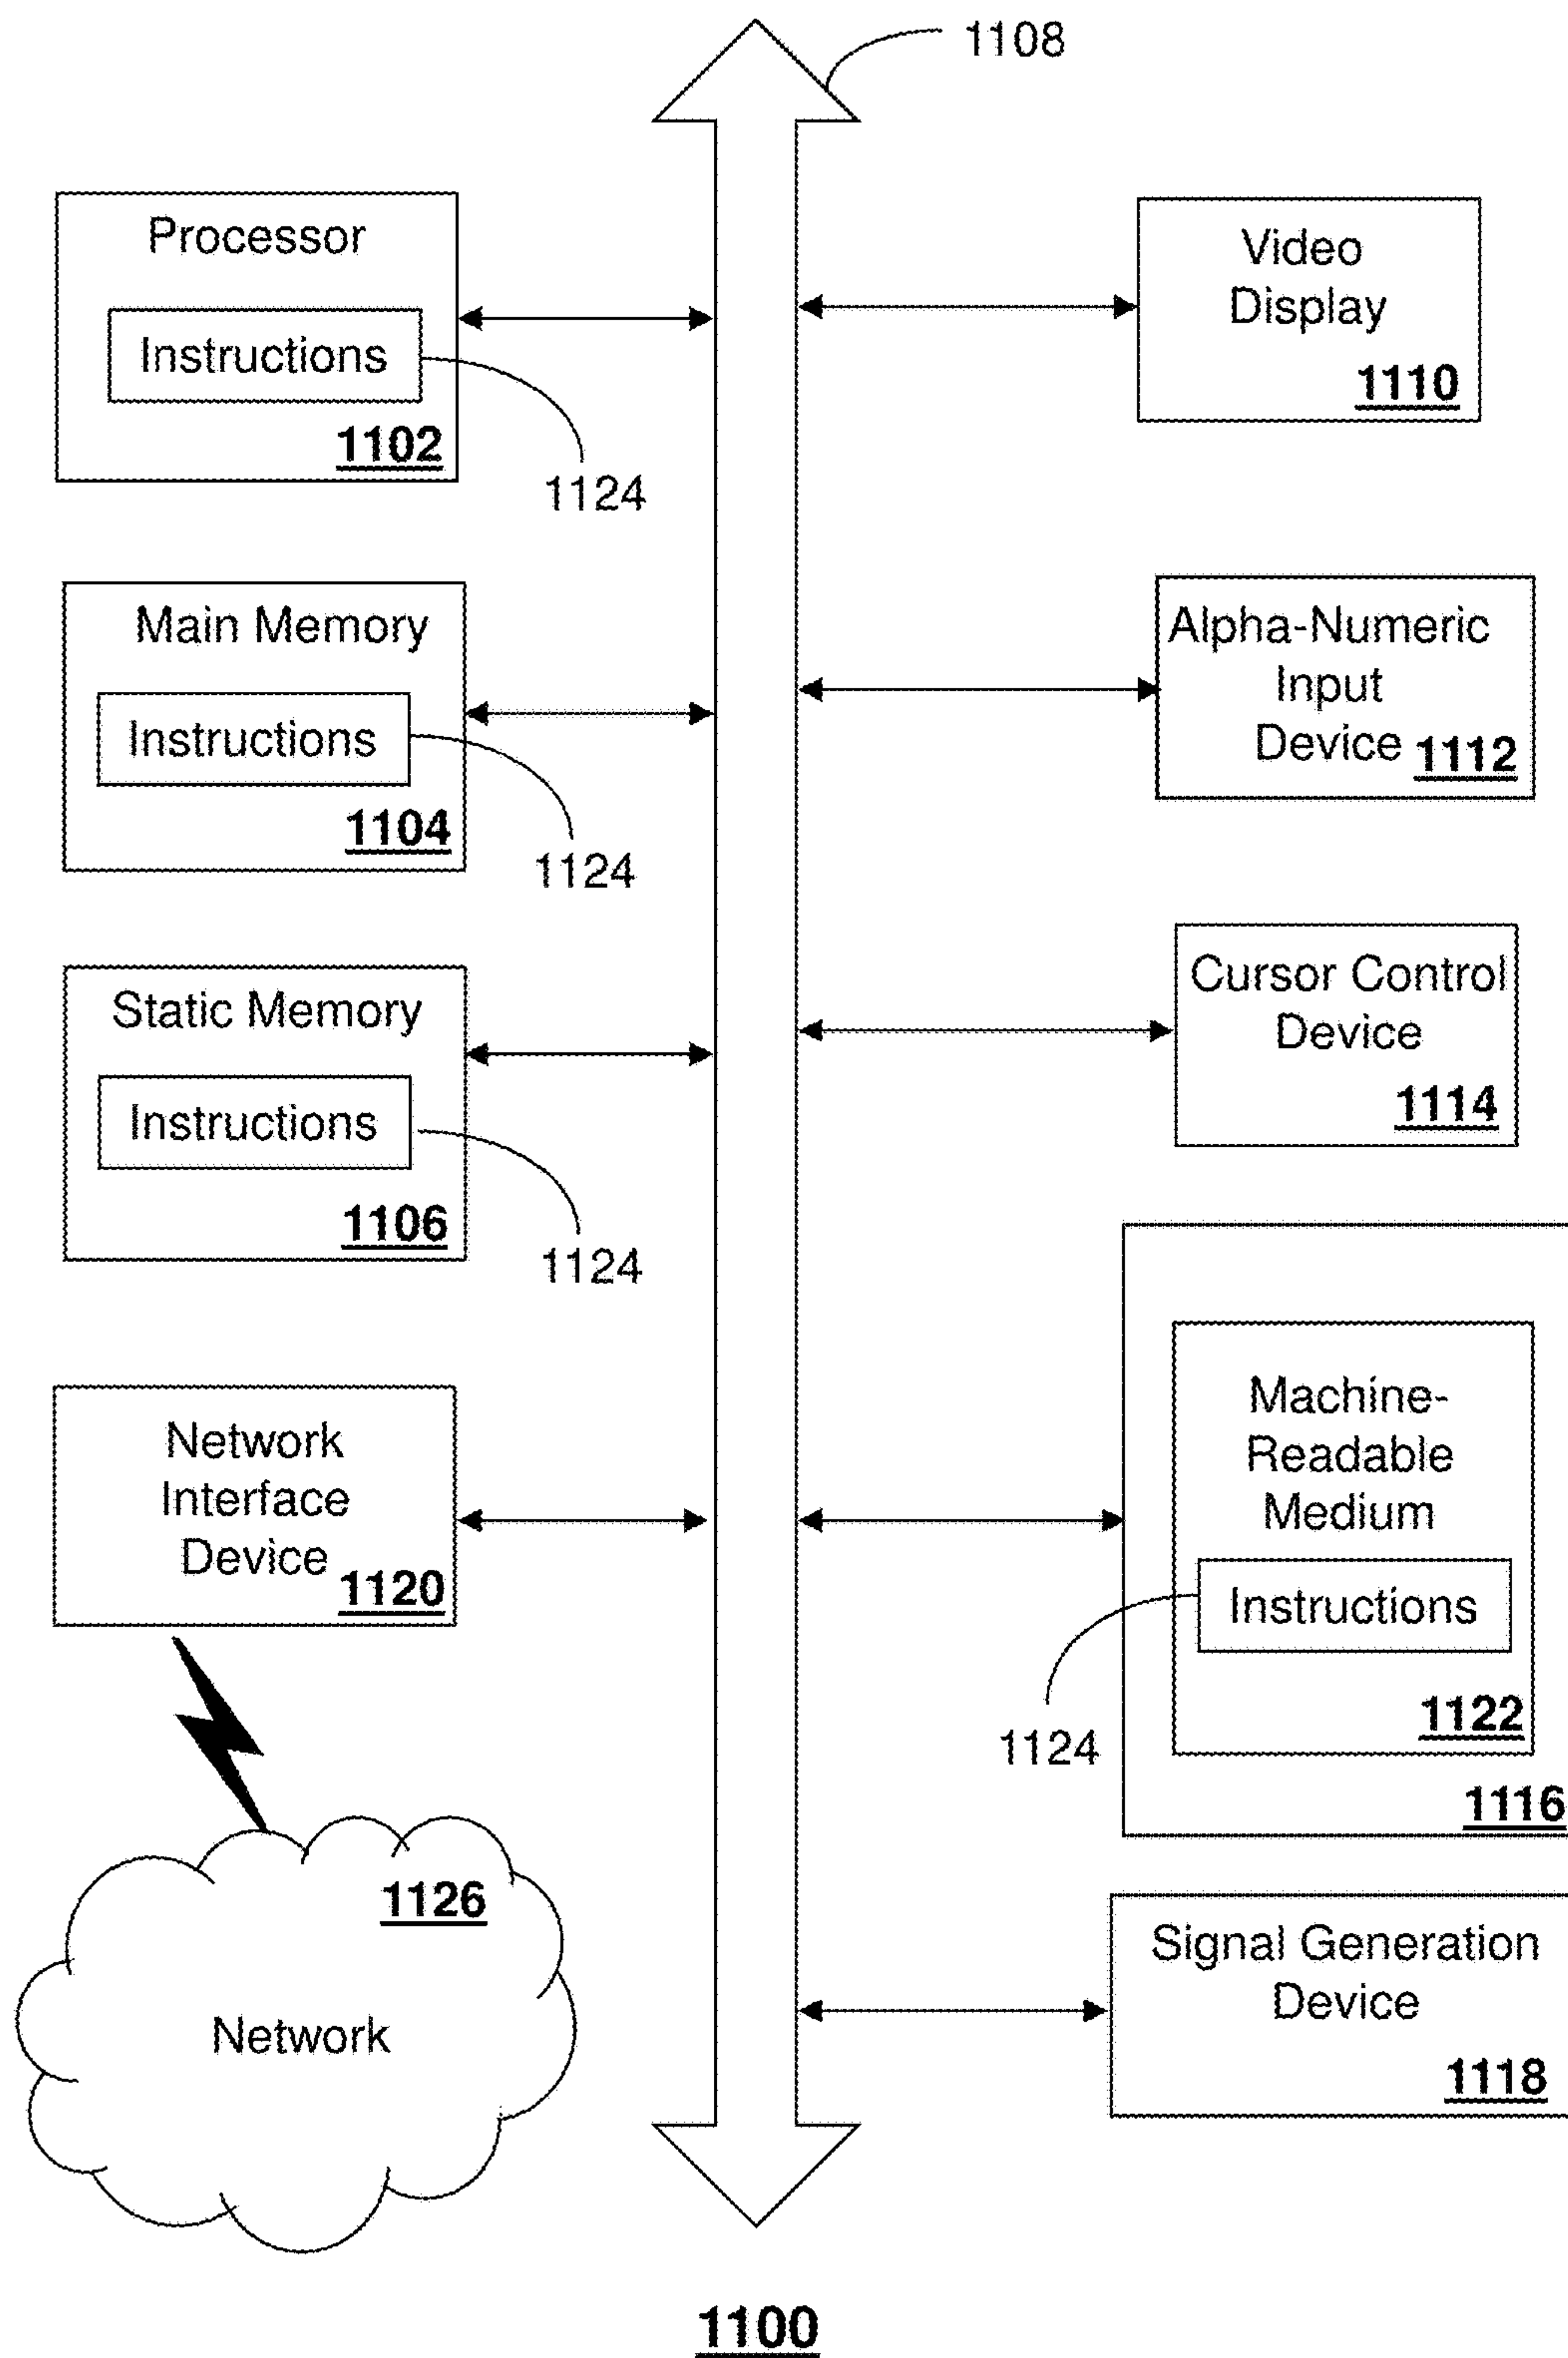 1108
Processor
Instructions
1102
1124
Main Memory
Instructions
1104
1124
Static Memory
Instructions
1106
1124
Network
Interface
Device
1120
1126
Network
Video
Display
1110
Alpha-Numeric
Input
Device
1112
Cursor Control
Device
1114
Machine-
Readable
Medium
Instructions
1122
1124
1116
Signal Generation
Device
1118
1100